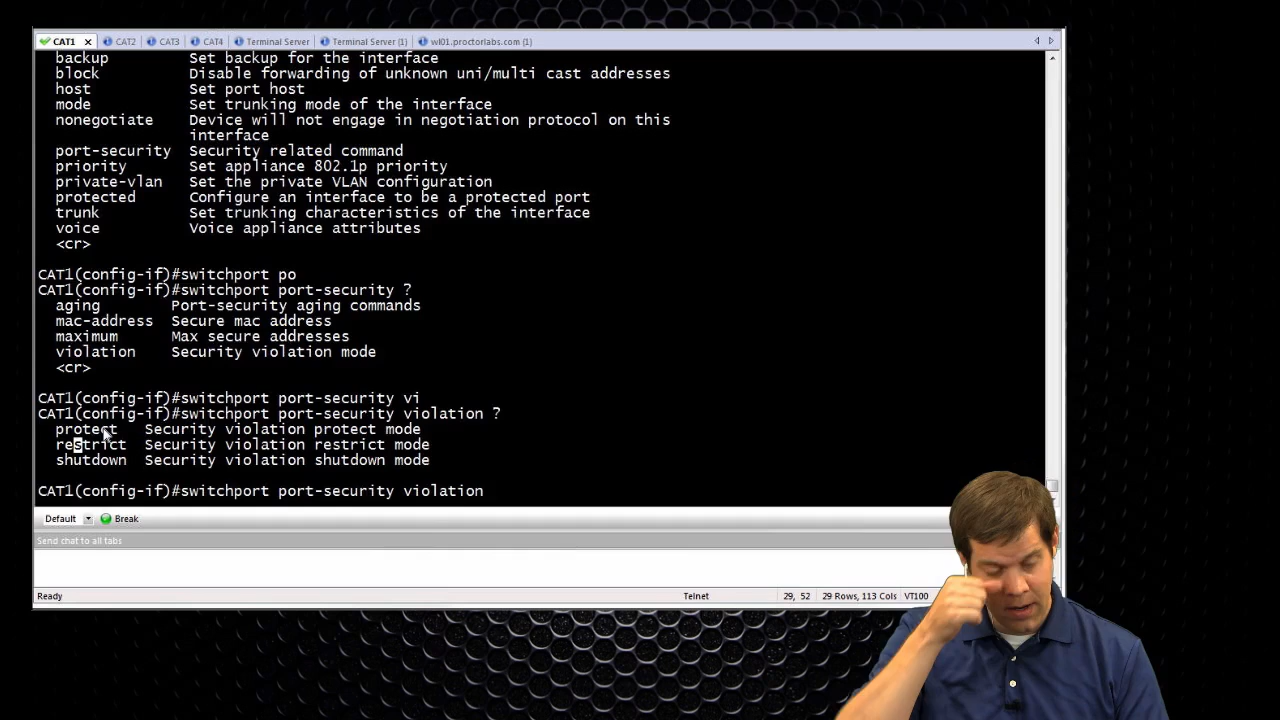 CAT1
CAT2
CAT3
CAT4
Terminal Server
Terminal Server (1)
wl01.proctorlabs.com (1)
backup Set backup for the interface
block Disable forwarding of unknown uni/multi cast addresses
host Set port host
mode Set trunking mode of the interface
nonegotiate Device will not engage in negotiation protocol on this
interface
port-security Security related command
priority Set appliance 802.1p priority
private-vlan Set the private VLAN configuration
protected Configure an interface to be a protected port
trunk Set trunking characteristics of the interface
voice Voice appliance attributes
<cr>
CAT1(config-if)#switchport po
CAT1(config-if)#switchport port-security ?
aging Port-security aging commands
mac-address Secure mac address
maximum Max secure addresses
violation Security violation mode
<cr>
CAT1(config-if)#switchport port-security vi
CAT1(config-if)#switchport port-security violation ?
protect Security violation protect mode
restrict Security violation restrict mode
shutdown Security violation shutdown mode
CAT1(config-if)#switchport port-security violation
Default
Break
Send chat to all tabs
Ready
Telnet
29, 52
29 Rows, 113 Cols
VT100